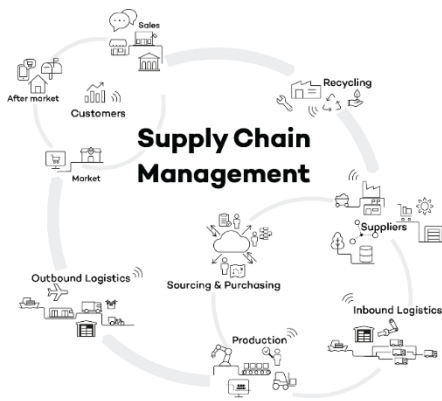 Sales
Recycling
After market
Customers
Supply Chain
Management
Market
Suppliers
Sourcing & Purchasing
Outbound Logistics
Inbound Logistics
Production